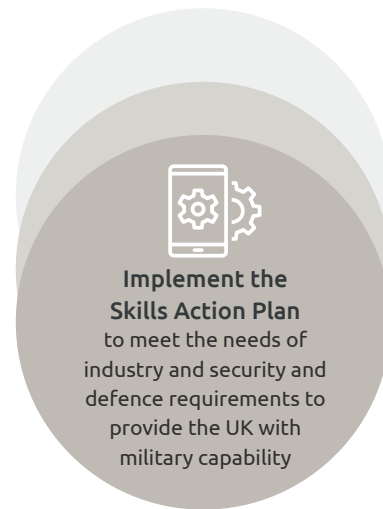 Implement the
Skills Action Plan
to meet the needs of
industry and security and
defence requirements to
provide the UK with
military capability